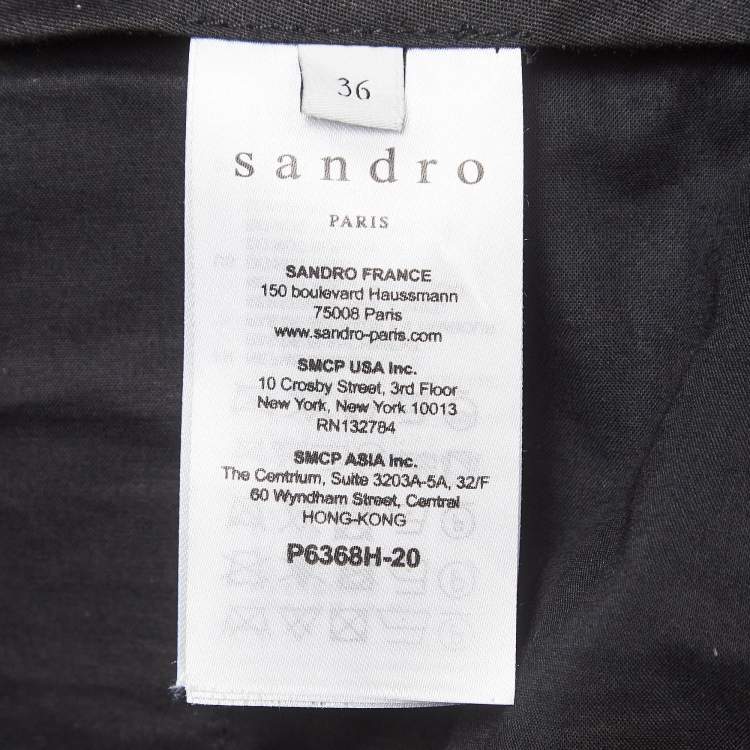 36
sandro
PARIS
SANDRO FRANCE
150 boulevard Haussmann
75008 Paris
www.sandro-paris.com
SMCP USA Inc.
10 Crosby Street, 3rd Floor
New York, New York 10013
RN132784
SMCP ASIA Inc.
The Centrium, Suite 3203A-5A, 32/F
60 Wyndham Street, Central
HONG-KONG
P6368H-20